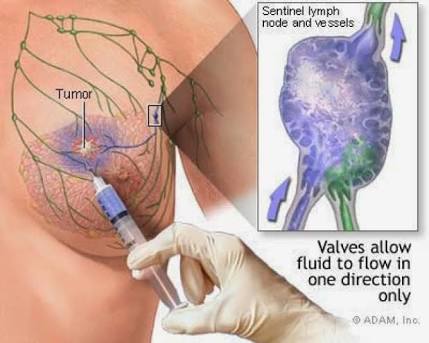 Sentinel lymph
node and vessels
Tumor
Valves allow
fluid to flow in
one direction
only
© ADAM, Inc.